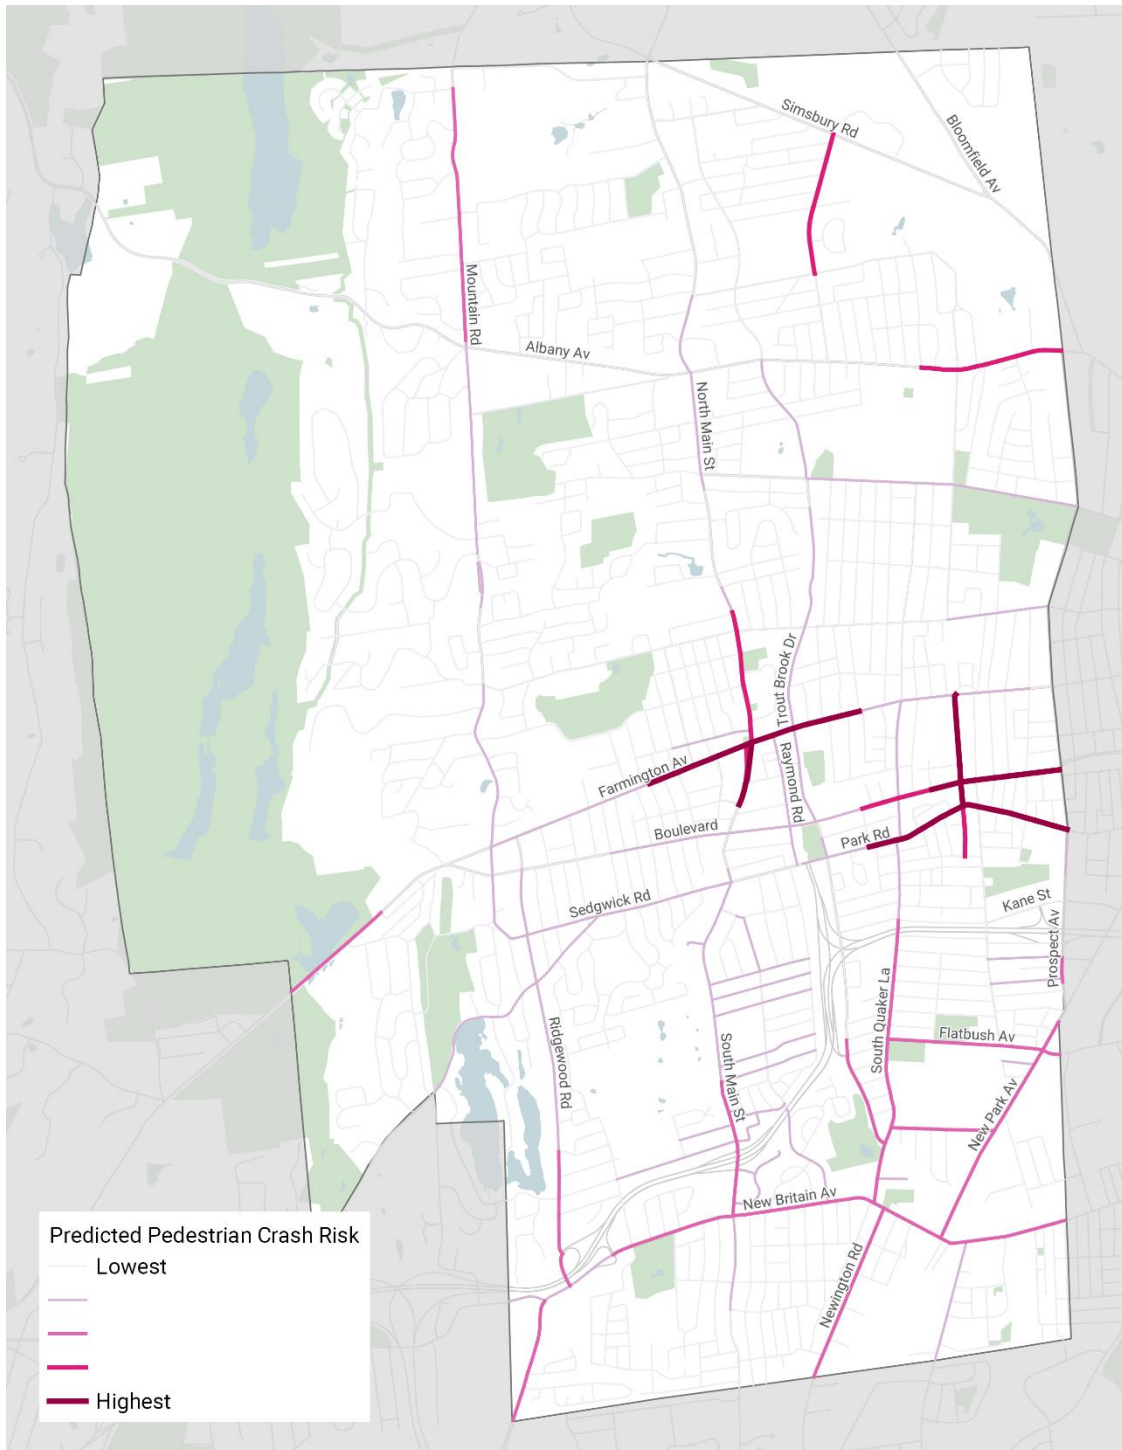 Simsbury Rd
Bloomfield Av
Mountain Rd
Albany Av
North Main St
Trout Brook Dr
Farmington Av
Raymond Rd
Boulevard
Park Rd
Sedgwick Rd
Kane St
Prospect Av
South Quaker La
Ridgewood Rd
South Main St
Flatbush Av
New Park Av
New Britain Av
Newington Rd
Predicted Pedestrian Crash Risk
Lowest
Highest